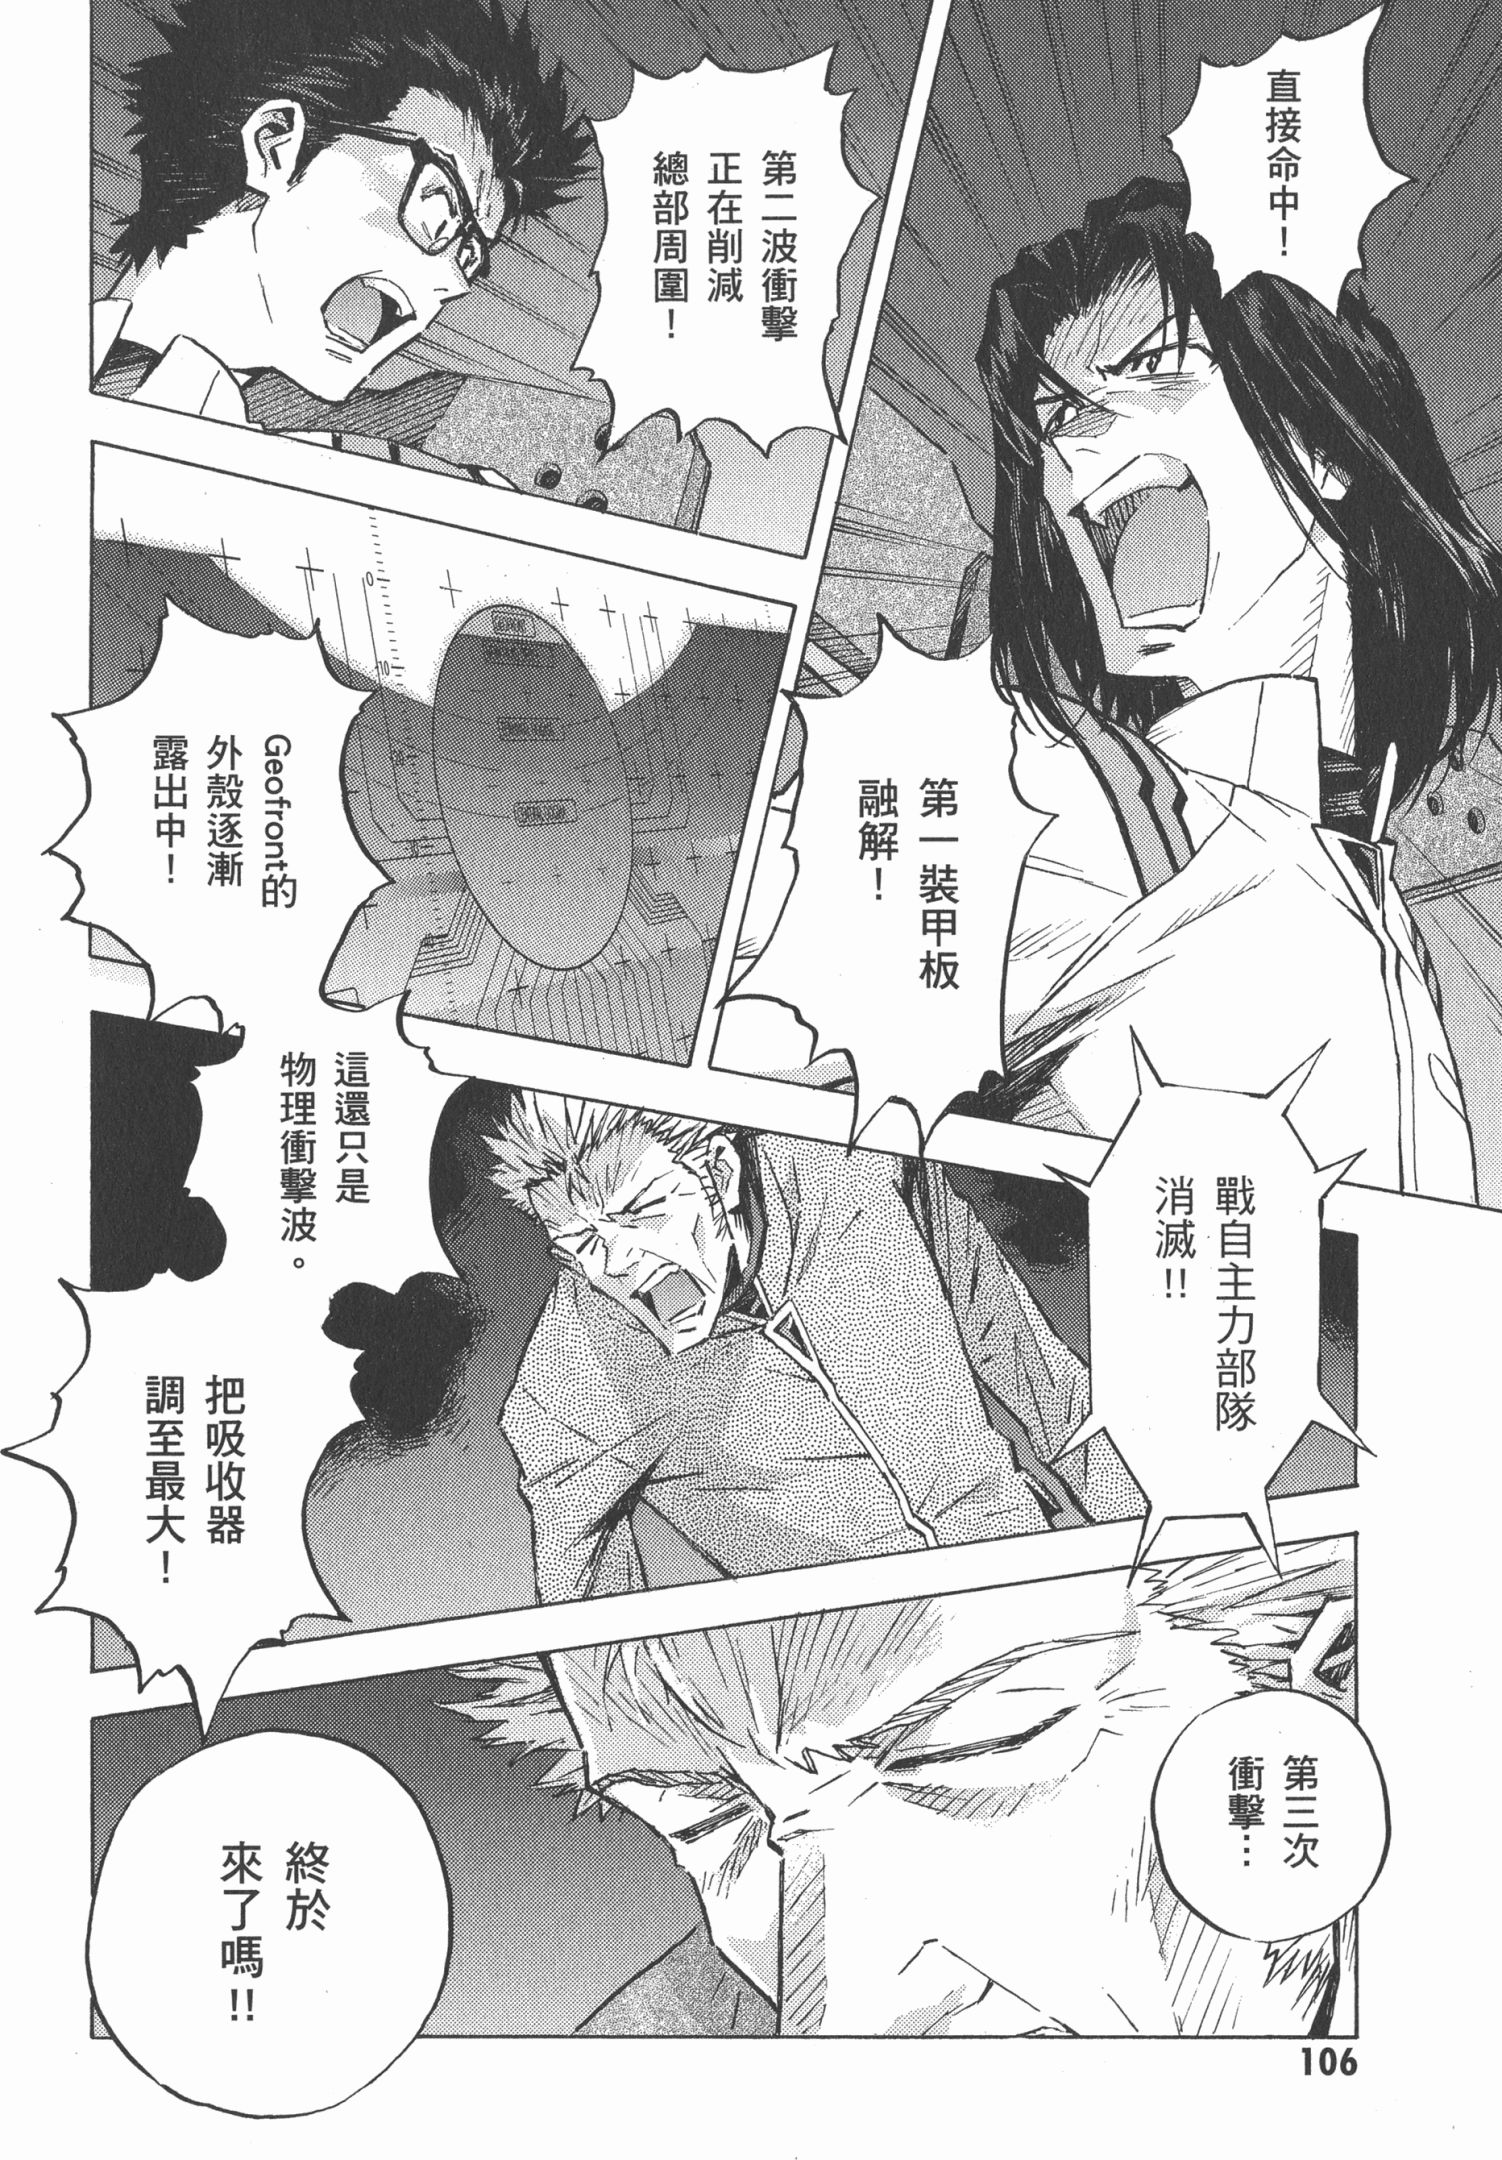 直接命中！
第一裝甲板
融解！
第二波衝擊
正在削減
總部周圍！
Geofront的
外殼逐漸
露出中！
戰自主力部隊
消滅!!
這還只是
物理衝擊波。
把吸收器
調至最大！
第三次
衝擊…
終於
來了嗎!!
106